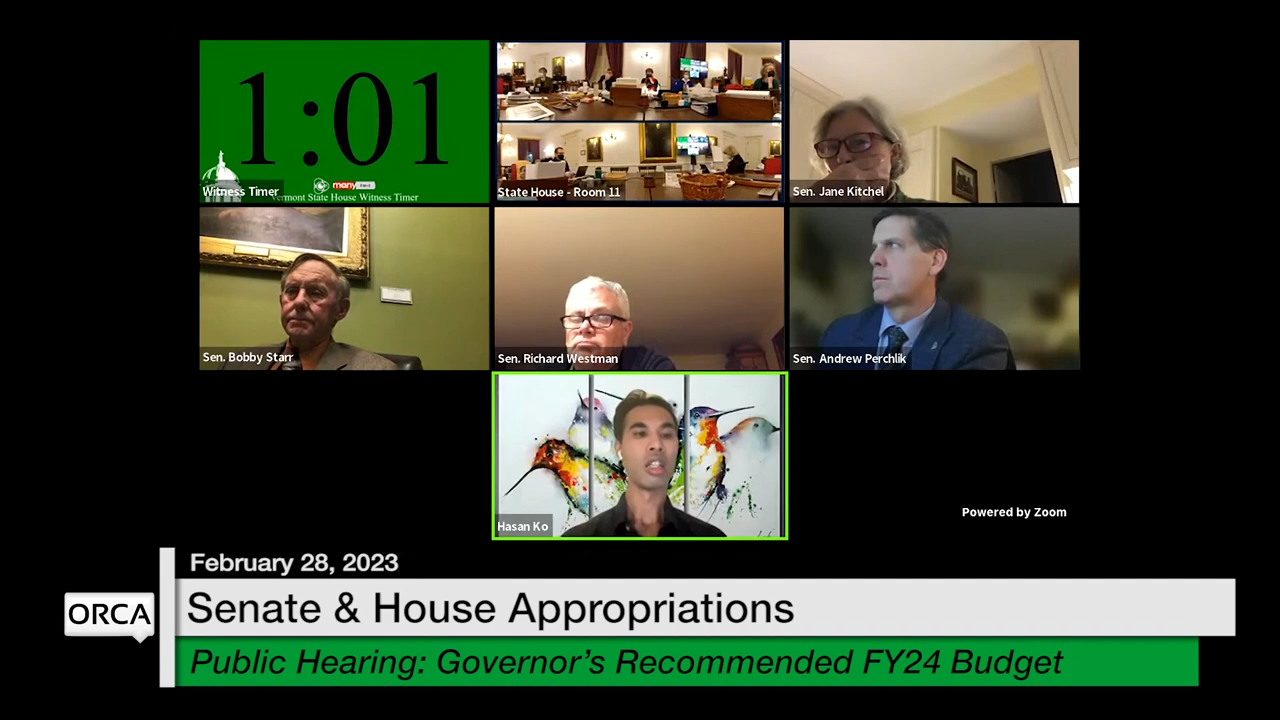 1:01
Witness Timer
many
Vermont State House Witness Timer
State House - Room 11
Sen. Jane Kitchel
Sen. Bobby Starr
Sen. Richard Westman
Sen. Andrew Perchlik
Hasan Ko
Powered by Zoom
February 28, 2023
ORCA
Senate & House Appropriations
Public Hearing: Governor's Recommended FY24 Budget